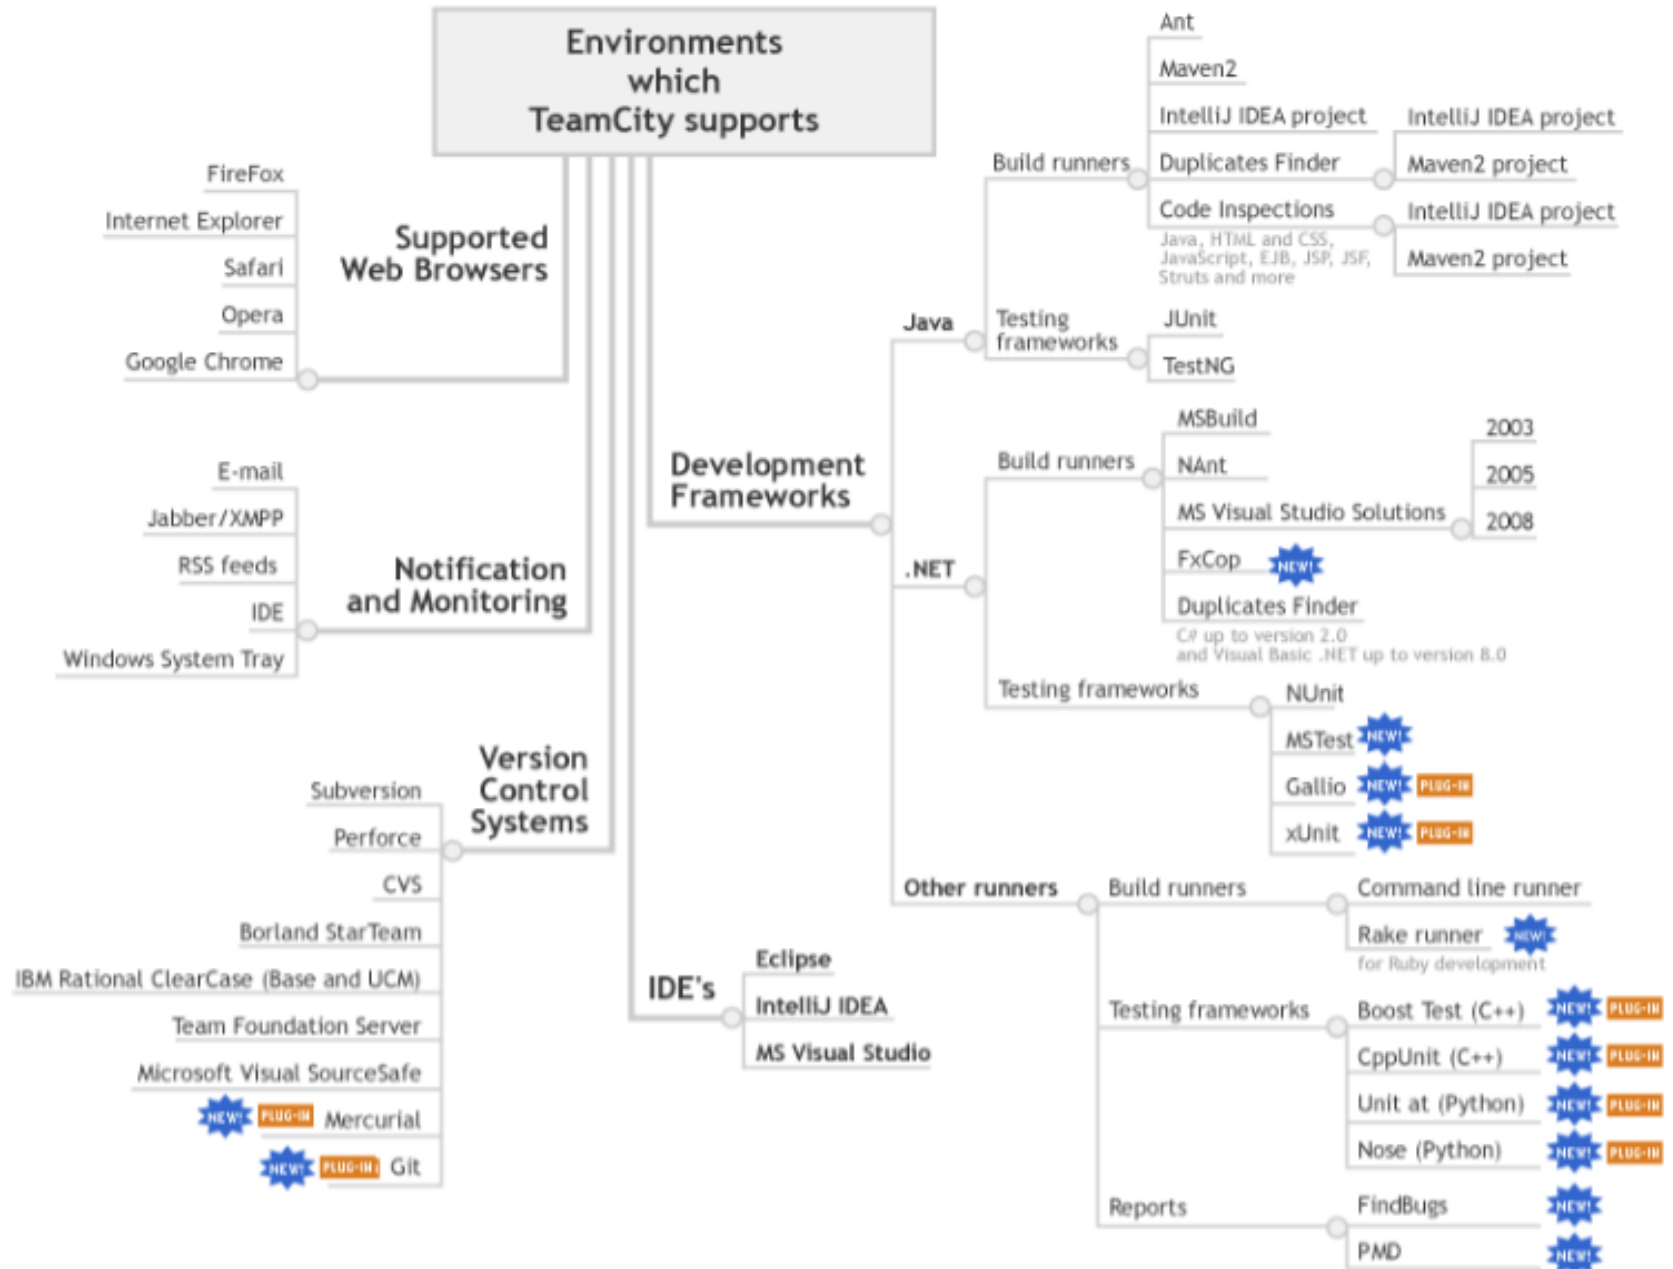 Environments
which
TeamCity supports
FireFox
Internet Explorer
Safari
Opera
Google Chrome
Supported
Web Browsers
E-mail
Jabber/XMPP
RSS feeds
IDE
Windows System Tray
Notification
and Monitoring
Version
Control
Systems
Subversion
Perforce
CVS
Borland StarTeam
IBM Rational ClearCase (Base and UCM)
Team Foundation Server
Microsoft Visual SourceSafe
NEW! PLUG-IN Mercurial
NEW! PLUG-IN Git
IDE's
Eclipse
IntelliJ IDEA
MS Visual Studio
Development
Frameworks
Java
Build runners
Ant
Maven2
IntelliJ IDEA project
Duplicates Finder
IntelliJ IDEA project
Maven2 project
Code Inspections
Java, HTML and CSS,
JavaScript, EJB, JSP, JSF,
Struts and more
IntelliJ IDEA project
Maven2 project
Testing
frameworks
JUnit
TestNG
.NET
Build runners
MSBuild
NAnt
MS Visual Studio Solutions
2003
2005
2008
FxCop NEW!
Duplicates Finder
C# up to version 2.0
and Visual Basic .NET up to version 8.0
Testing frameworks
NUnit
MSTest NEW!
Gallio NEW! PLUG-IN
xUnit NEW! PLUG-IN
Other runners
Build runners
Command line runner
Rake runner NEW!
for Ruby development
Testing frameworks
Boost Test (C++) NEW! PLUG-IN
CppUnit (C++) NEW! PLUG-IN
Unit at (Python) NEW! PLUG-IN
Nose (Python) NEW! PLUG-IN
Reports
FindBugs NEW!
PMD NEW!